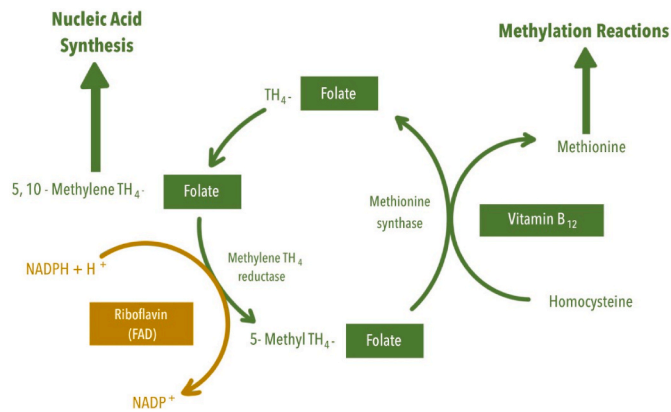 Nucleic Acid
Synthesis
Methylation Reactions
TH4- Folate
Methionine
5, 10 - Methylene TH4- Folate
Methionine
synthase
Vitamin B12
NADPH + H+
Methylene TH4
reductase
Homocysteine
Riboflavin
(FAD)
5- Methyl TH4- Folate
NADP+